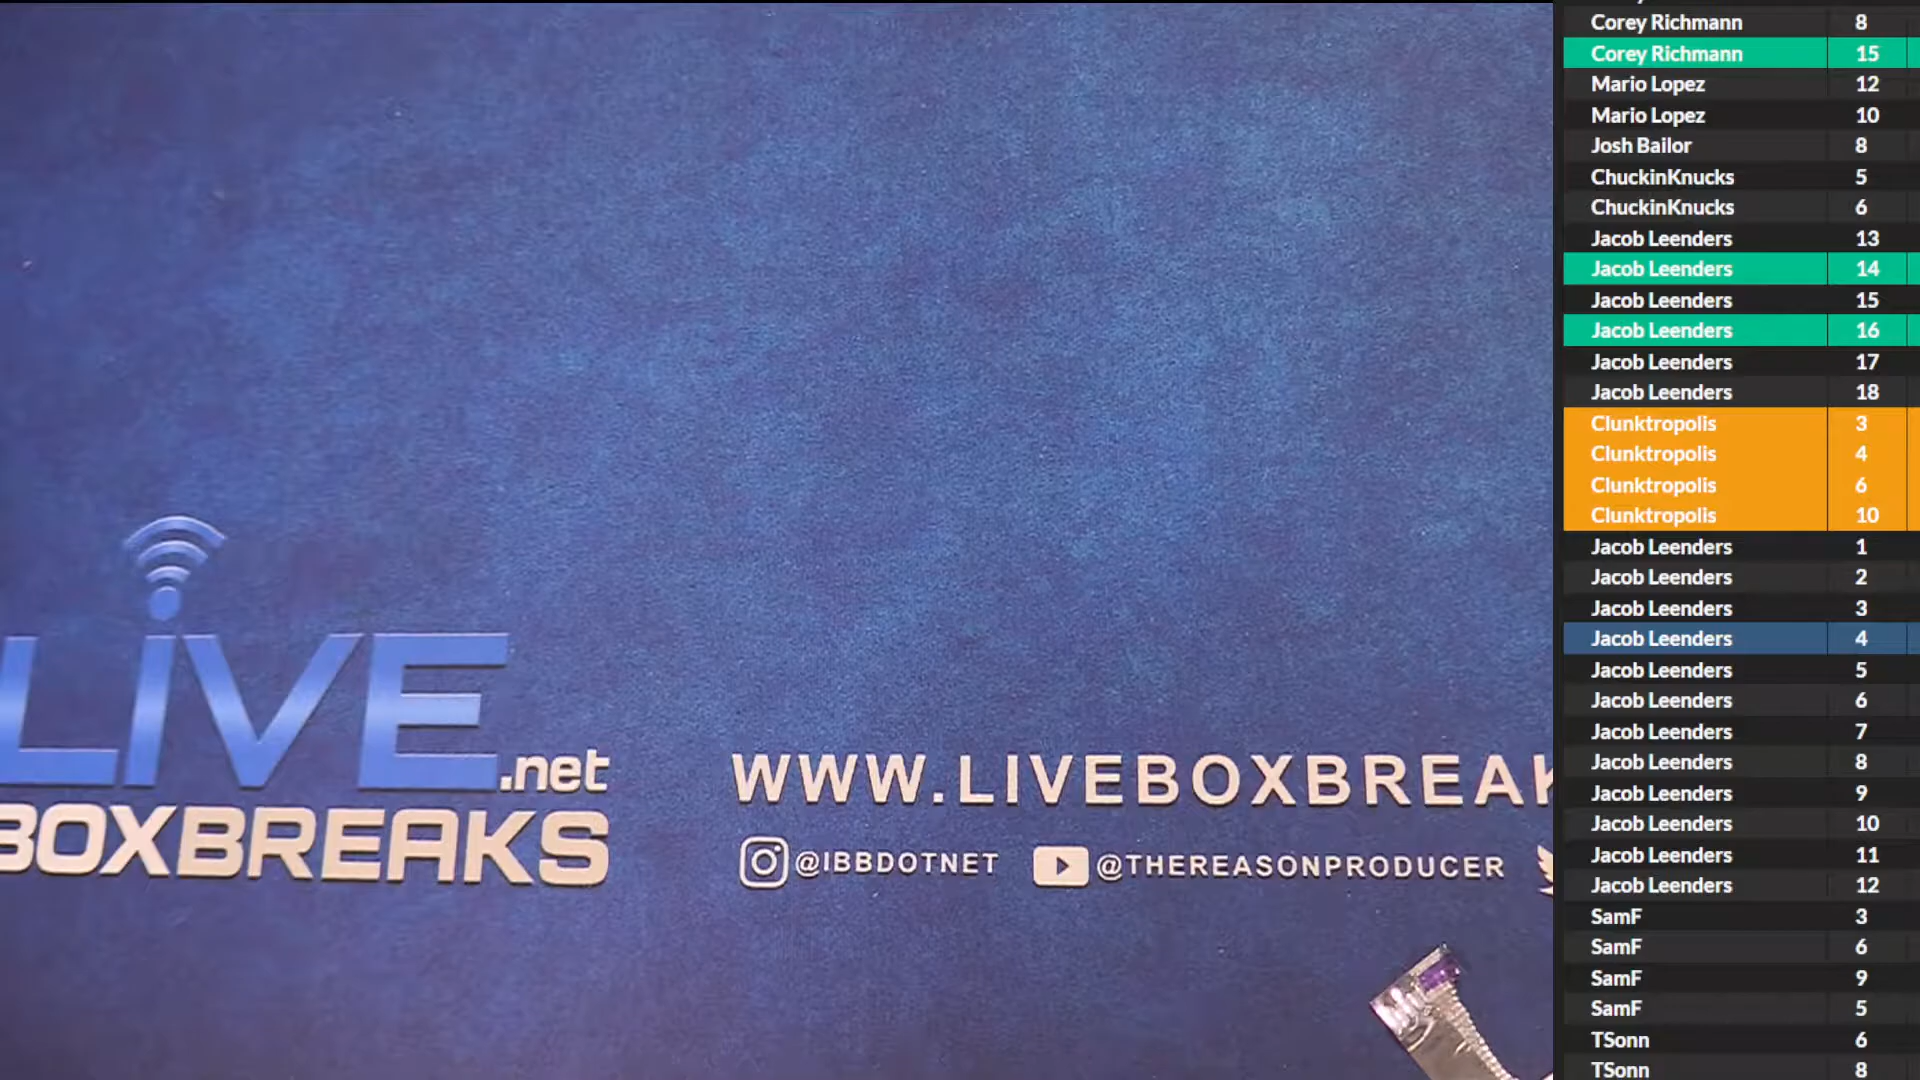 LIVE
.net
BOXBREAKS
WWW.LIVEBOXBREAK
@IBBDOTNET @THEREASONPRODUCER
Corey Richmann 8
Corey Richmann 15
Mario Lopez 12
Mario Lopez 10
Josh Bailor 8
ChuckinKnucks 5
ChuckinKnucks 6
Jacob Leenders 13
Jacob Leenders 14
Jacob Leenders 15
Jacob Leenders 16
Jacob Leenders 17
Jacob Leenders 18
Clunktropolis 3
Clunktropolis 4
Clunktropolis 6
Clunktropolis 10
Jacob Leenders 1
Jacob Leenders 2
Jacob Leenders 3
Jacob Leenders 4
Jacob Leenders 5
Jacob Leenders 6
Jacob Leenders 7
Jacob Leenders 8
Jacob Leenders 9
Jacob Leenders 10
Jacob Leenders 11
Jacob Leenders 12
SamF 3
SamF 6
SamF 9
SamF 5
TSonn 6
TSonn 8